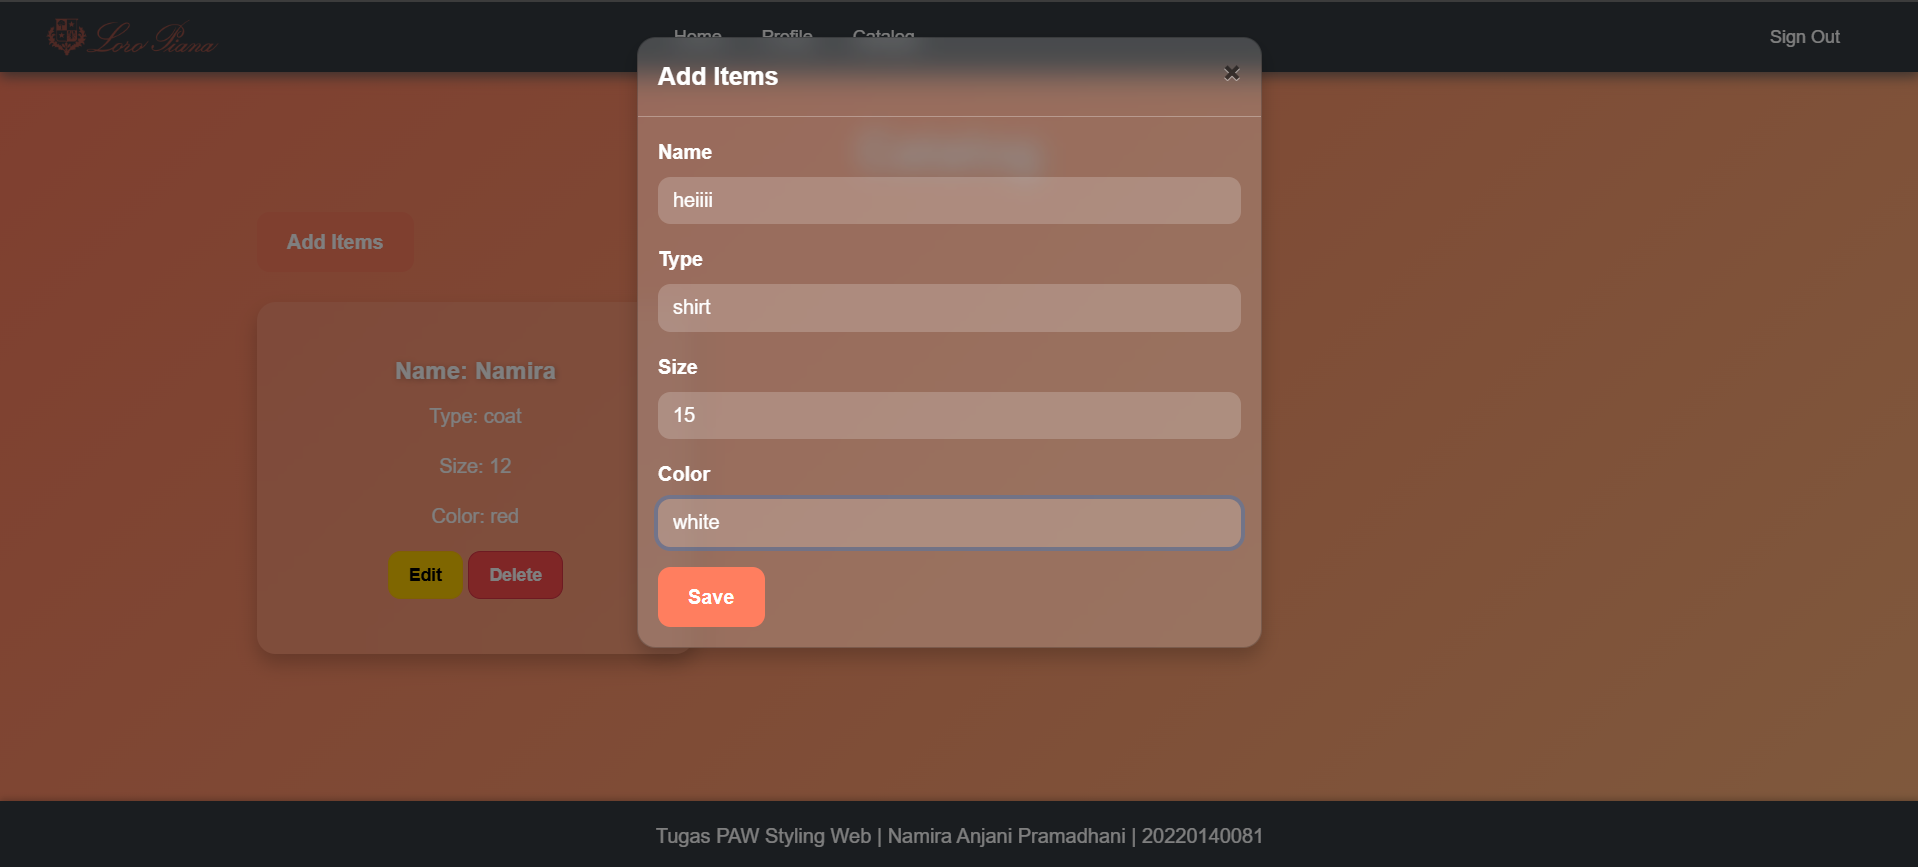 Loro Piana
Home Profile Catalog
Sign Out
Add Items
×
Name
heiiii
Type
shirt
Size
15
Color
white
Save
Add Items
Name: Namira
Type: coat
Size: 12
Color: red
Edit Delete
Tugas PAW Styling Web | Namira Anjani Pramadhani | 20220140081